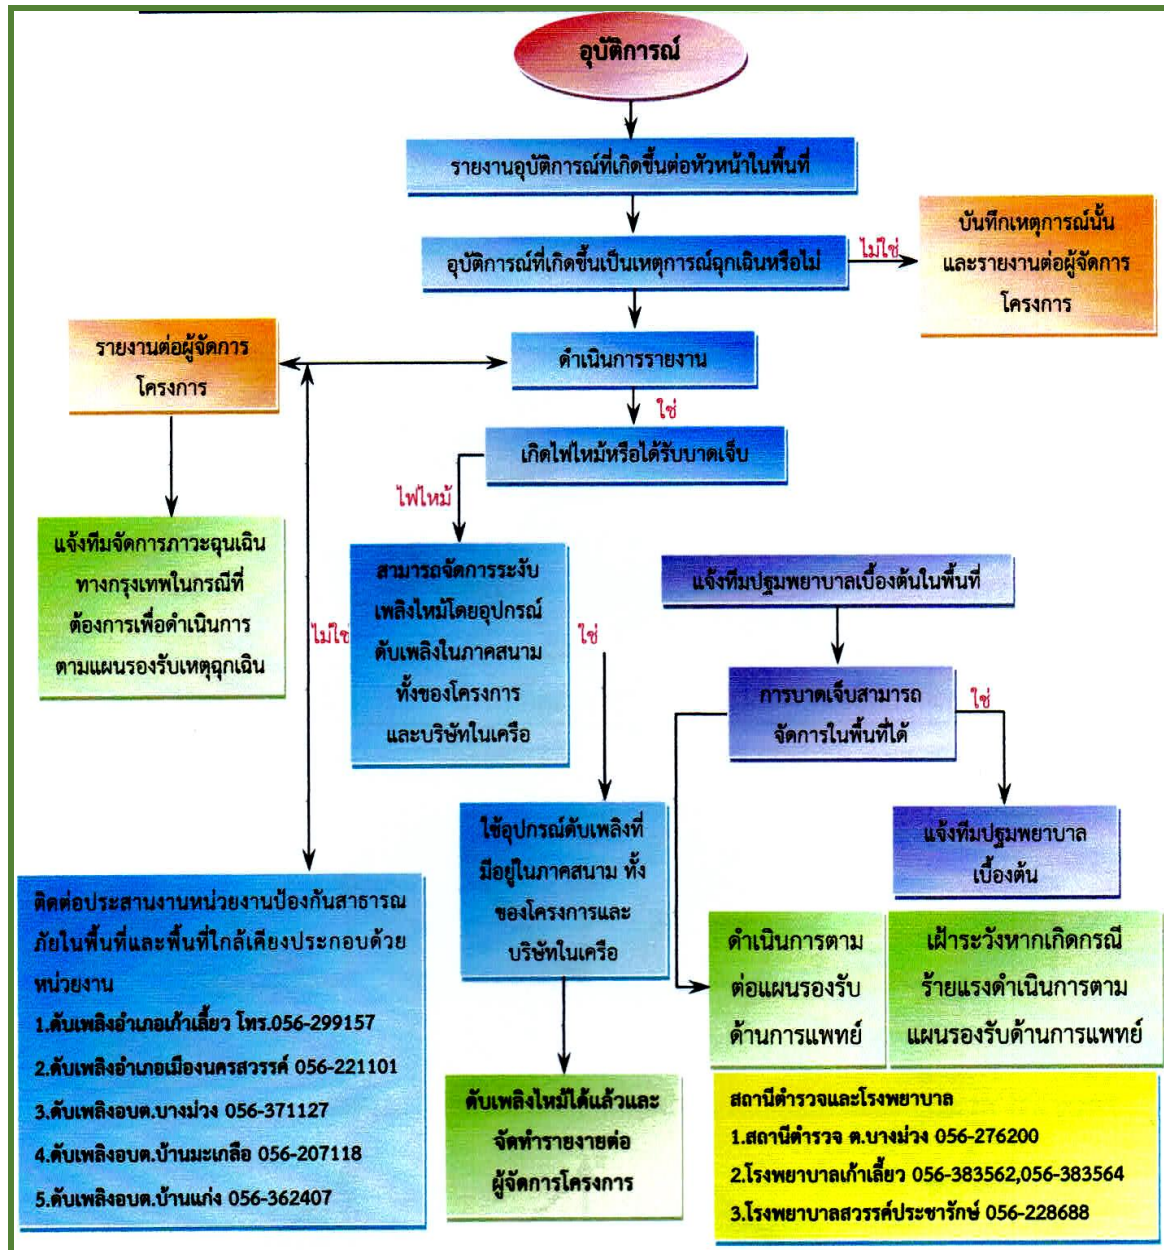 อุบัติการณ์
รายงานอุบัติการณ์ที่เกิดขึ้นต่อหัวหน้าในพื้นที่
อุบัติการณ์ที่เกิดขึ้นเป็นเหตุการณ์ฉุกเฉินหรือไม่
ไม่ใช่
บันทึกเหตุการณ์นั้น
และรายงานต่อผู้จัดการ
โครงการ
รายงานต่อผู้จัดการ
โครงการ
ดำเนินการรายงาน
ใช่
เกิดไฟไหม้หรือได้รับบาดเจ็บ
ไฟไหม้
แจ้งทีมจัดการภาวะฉุนเฉิน
ทางกรุงเทพในกรณีที่
ต้องการเพื่อดำเนินการ
ตามแผนรองรับเหตุฉุกเฉิน
ไม่ใช่
สามารถจัดการระงับ
เพลิงไหม้โดยอุปกรณ์
ดับเพลิงในภาคสนาม
ทั้งของโครงการ
และบริษัทในเครือ
ใช่
แจ้งทีมปฐมพยาบาลเบื้องต้นในพื้นที่
การบาดเจ็บสามารถ
จัดการในพื้นที่ได้
ใช่
ใช้อุปกรณ์ดับเพลิงที่
มีอยู่ในภาคสนาม ทั้ง
ของโครงการและ
บริษัทในเครือ
แจ้งทีมปฐมพยาบาล
เบื้องต้น
ติดต่อประสานงานหน่วยงานป้องกันสาธารณ
ภัยในพื้นที่และพื้นที่ใกล้เคียงประกอบด้วย
หน่วยงาน
1.ดับเพลิงอำเภอเก้าเลี้ยว โทร.056-299157
2.ดับเพลิงอำเภอเมืองนครสวรรค์ 056-221101
3.ดับเพลิงอบต.บางม่วง 056-371127
4.ดับเพลิงอบต.บ้านมะเกลือ 056-207118
5.ดับเพลิงอบต.บ้านแก่ง 056-362407
ดำเนินการตาม
ต่อแผนรองรับ
ด้านการแพทย์
เฝ้าระวังหากเกิดกรณี
ร้ายแรงดำเนินการตาม
แผนรองรับด้านการแพทย์
ดับเพลิงไหม้ได้แล้วและ
จัดทำรายงายต่อ
ผู้จัดการโครงการ
สถานีตำรวจและโรงพยาบาล
1.สถานีตำรวจ ต.บางม่วง 056-276200
2.โรงพยาบาลเก้าเลี้ยว 056-383562,056-383564
3.โรงพยาบาลสวรรค์ประชารักษ์ 056-228688